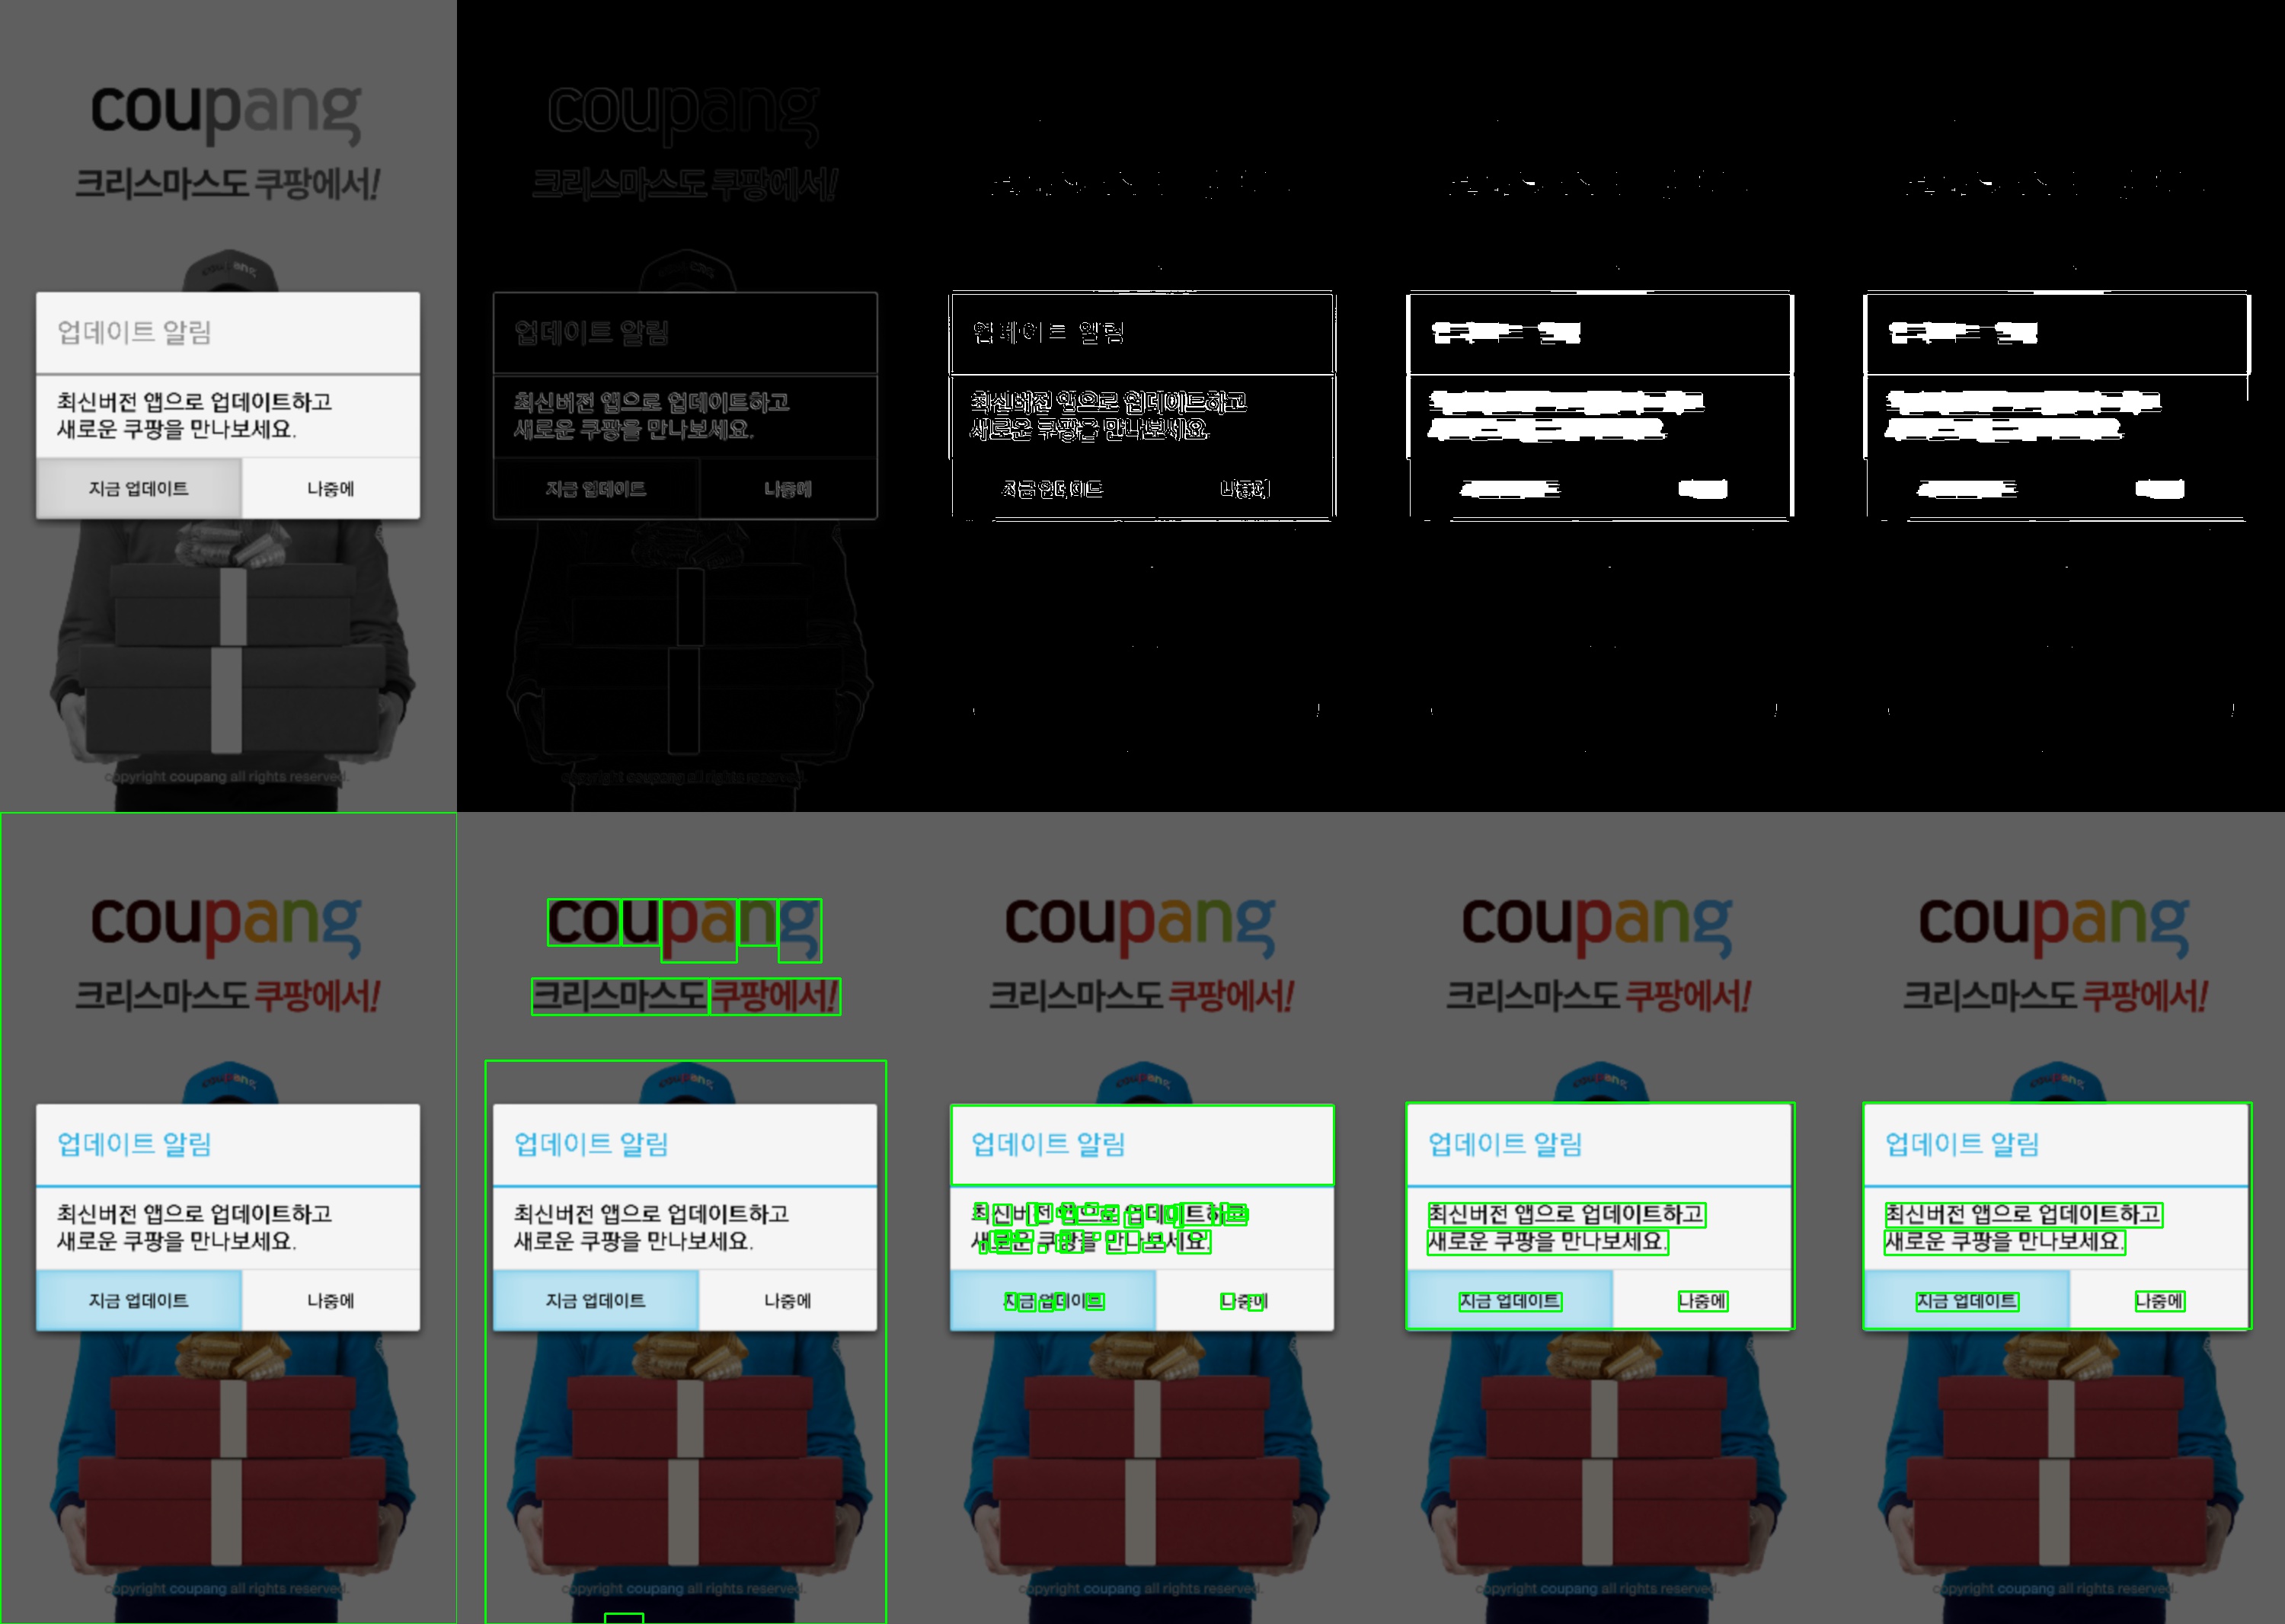 coupang
크리스마스도 쿠팡에서!
coupang
업데이트 알림
최신버전 앱으로 업데이트하고
새로운 쿠팡을 만나보세요.
지금 업데이트
나중에
copyright coupang all rights reserved.
coupang
크리스마스도 쿠팡에서!
업데이트 알림
최신버전 앱으로 업데이트하고
새로운 쿠팡을 만나보세요.
지금 업데이트
나중에
copyright coupang all rights reserved.
업데이트 알림
최신버전 앱으로 업데이트하고
새로운 쿠팡을 만나보세요.
지금 업데이트
나중에
coupang
크리스마스도 쿠팡에서!
coupang
업데이트 알림
최신버전 앱으로 업데이트하고
새로운 쿠팡을 만나보세요.
지금 업데이트
나중에
copyright coupang all rights reserved.
coupang
크리스마스도 쿠팡에서!
coupang
업데이트 알림
최신버전 앱으로 업데이트하고
새로운 쿠팡을 만나보세요.
지금 업데이트
나중에
copyright coupang all rights reserved.
coupang
크리스마스도 쿠팡에서!
coupang
업데이트 알림
최신버전 앱으로 업데이트하고
새로운 쿠팡을 만나보세요.
지금 업데이트
나중에
copyright coupang all rights reserved.
coupang
크리스마스도 쿠팡에서!
coupang
업데이트 알림
최신버전 앱으로 업데이트하고
새로운 쿠팡을 만나보세요.
지금 업데이트
나중에
copyright coupang all rights reserved.
coupang
크리스마스도 쿠팡에서!
coupang
업데이트 알림
최신버전 앱으로 업데이트하고
새로운 쿠팡을 만나보세요.
지금 업데이트
나중에
copyright coupang all rights reserved.